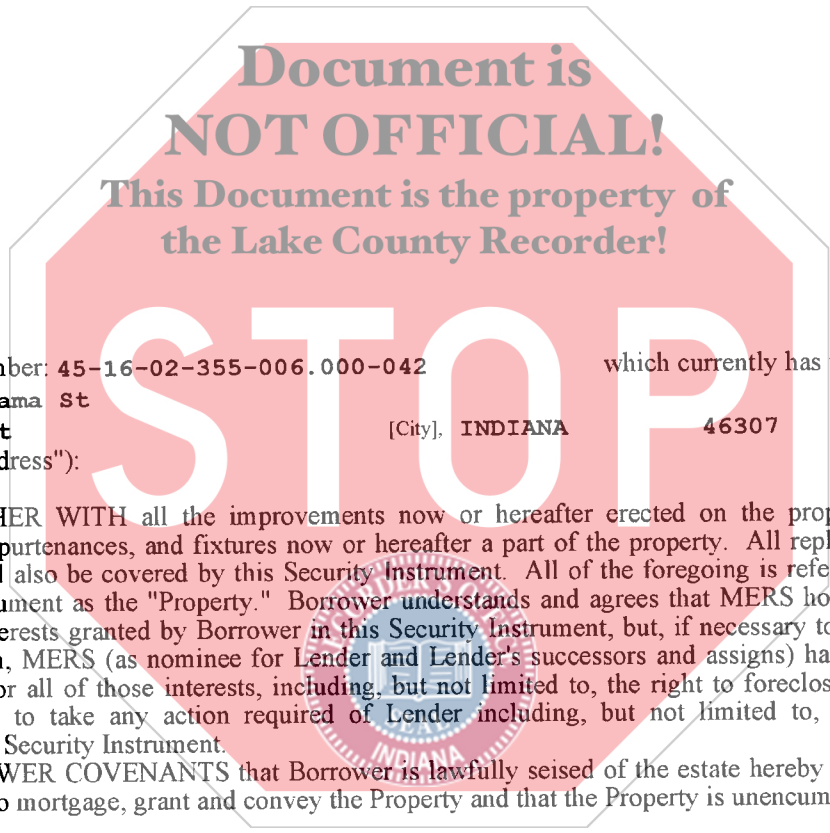 Document is
NOT OFFICIAL!
This Document is the property of
the Lake County Recorder!
STOP
nber: 45-16-02-355-006.000-042 which currently has
ama St
t [City], INDIANA 46307
dress"):
HER WITH all the improvements now or hereafter erected on the prop
purtenances, and fixtures now or hereafter a part of the property. All repl
l also be covered by this Security Instrument. All of the foregoing is refe
ument as the "Property." Borrower understands and agrees that MERS ho
erests granted by Borrower in this Security Instrument, but, if necessary to
, MERS (as nominee for Lender and Lender's successors and assigns) ha
or all of those interests, including, but not limited to, the right to foreclos
to take any action required of Lender including, but not limited to,
Security Instrument.
WER COVENANTS that Borrower is lawfully seised of the estate hereby
o mortgage, grant and convey the Property and that the Property is unencum
RECORDER'S OFFICE
SEAL
INDIANA